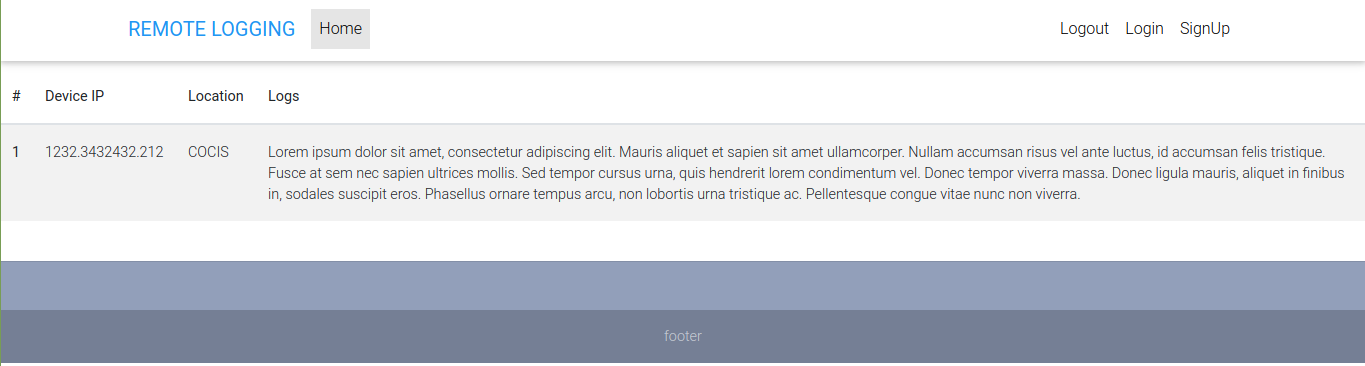 REMOTE LOGGING Home Logout Login SignUp
# Device IP Location Logs
1 1232.3432432.212 COCIS Lorem ipsum dolor sit amet, consectetur adipiscing elit. Mauris aliquet et sapien sit amet ullamcorper. Nullam accumsan risus vel ante luctus, id accumsan felis tristique.
Fusce at sem nec sapien ultrices mollis. Sed tempor cursus urna, quis hendrerit lorem condimentum vel. Donec tempor viverra massa. Donec ligula mauris, aliquet in finibus
in, sodales suscipit eros. Phasellus ornare tempus arcu, non lobortis urna tristique ac. Pellentesque congue vitae nunc non viverra.
footer